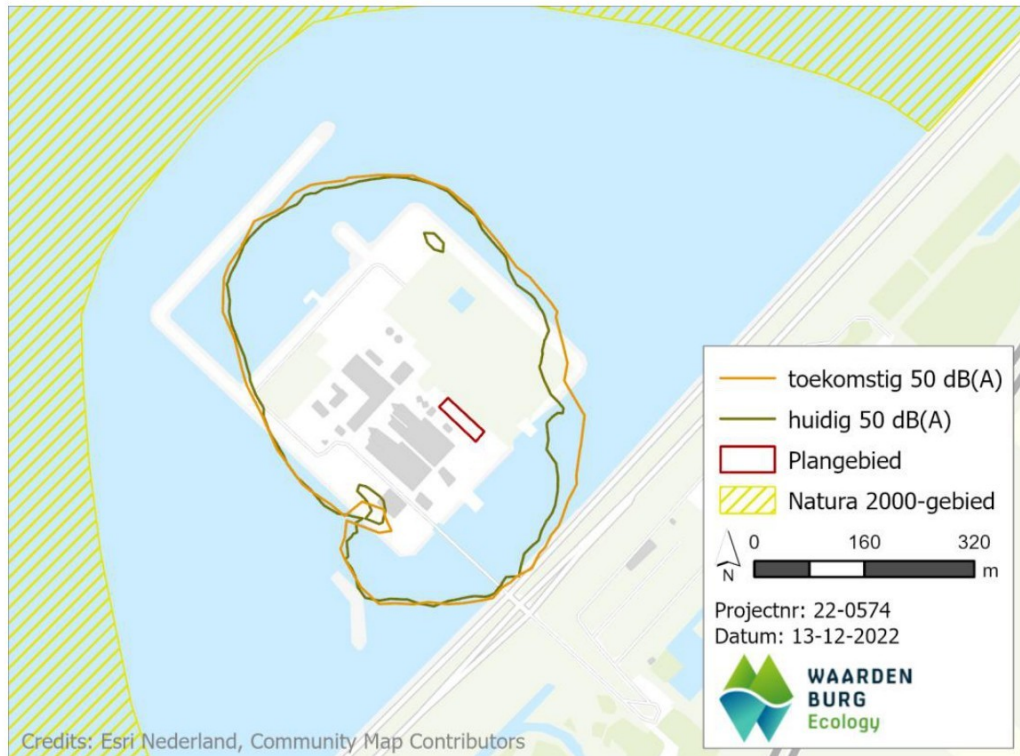 toekomstig 50 dB(A)
huidig 50 dB(A)
Plangebied
Natura 2000-gebied
0 160 320
m
N
Projectnr: 22-0574
Datum: 13-12-2022
WAARDEN
BURG
Ecology
Credits: Esri Nederland, Community Map Contributors